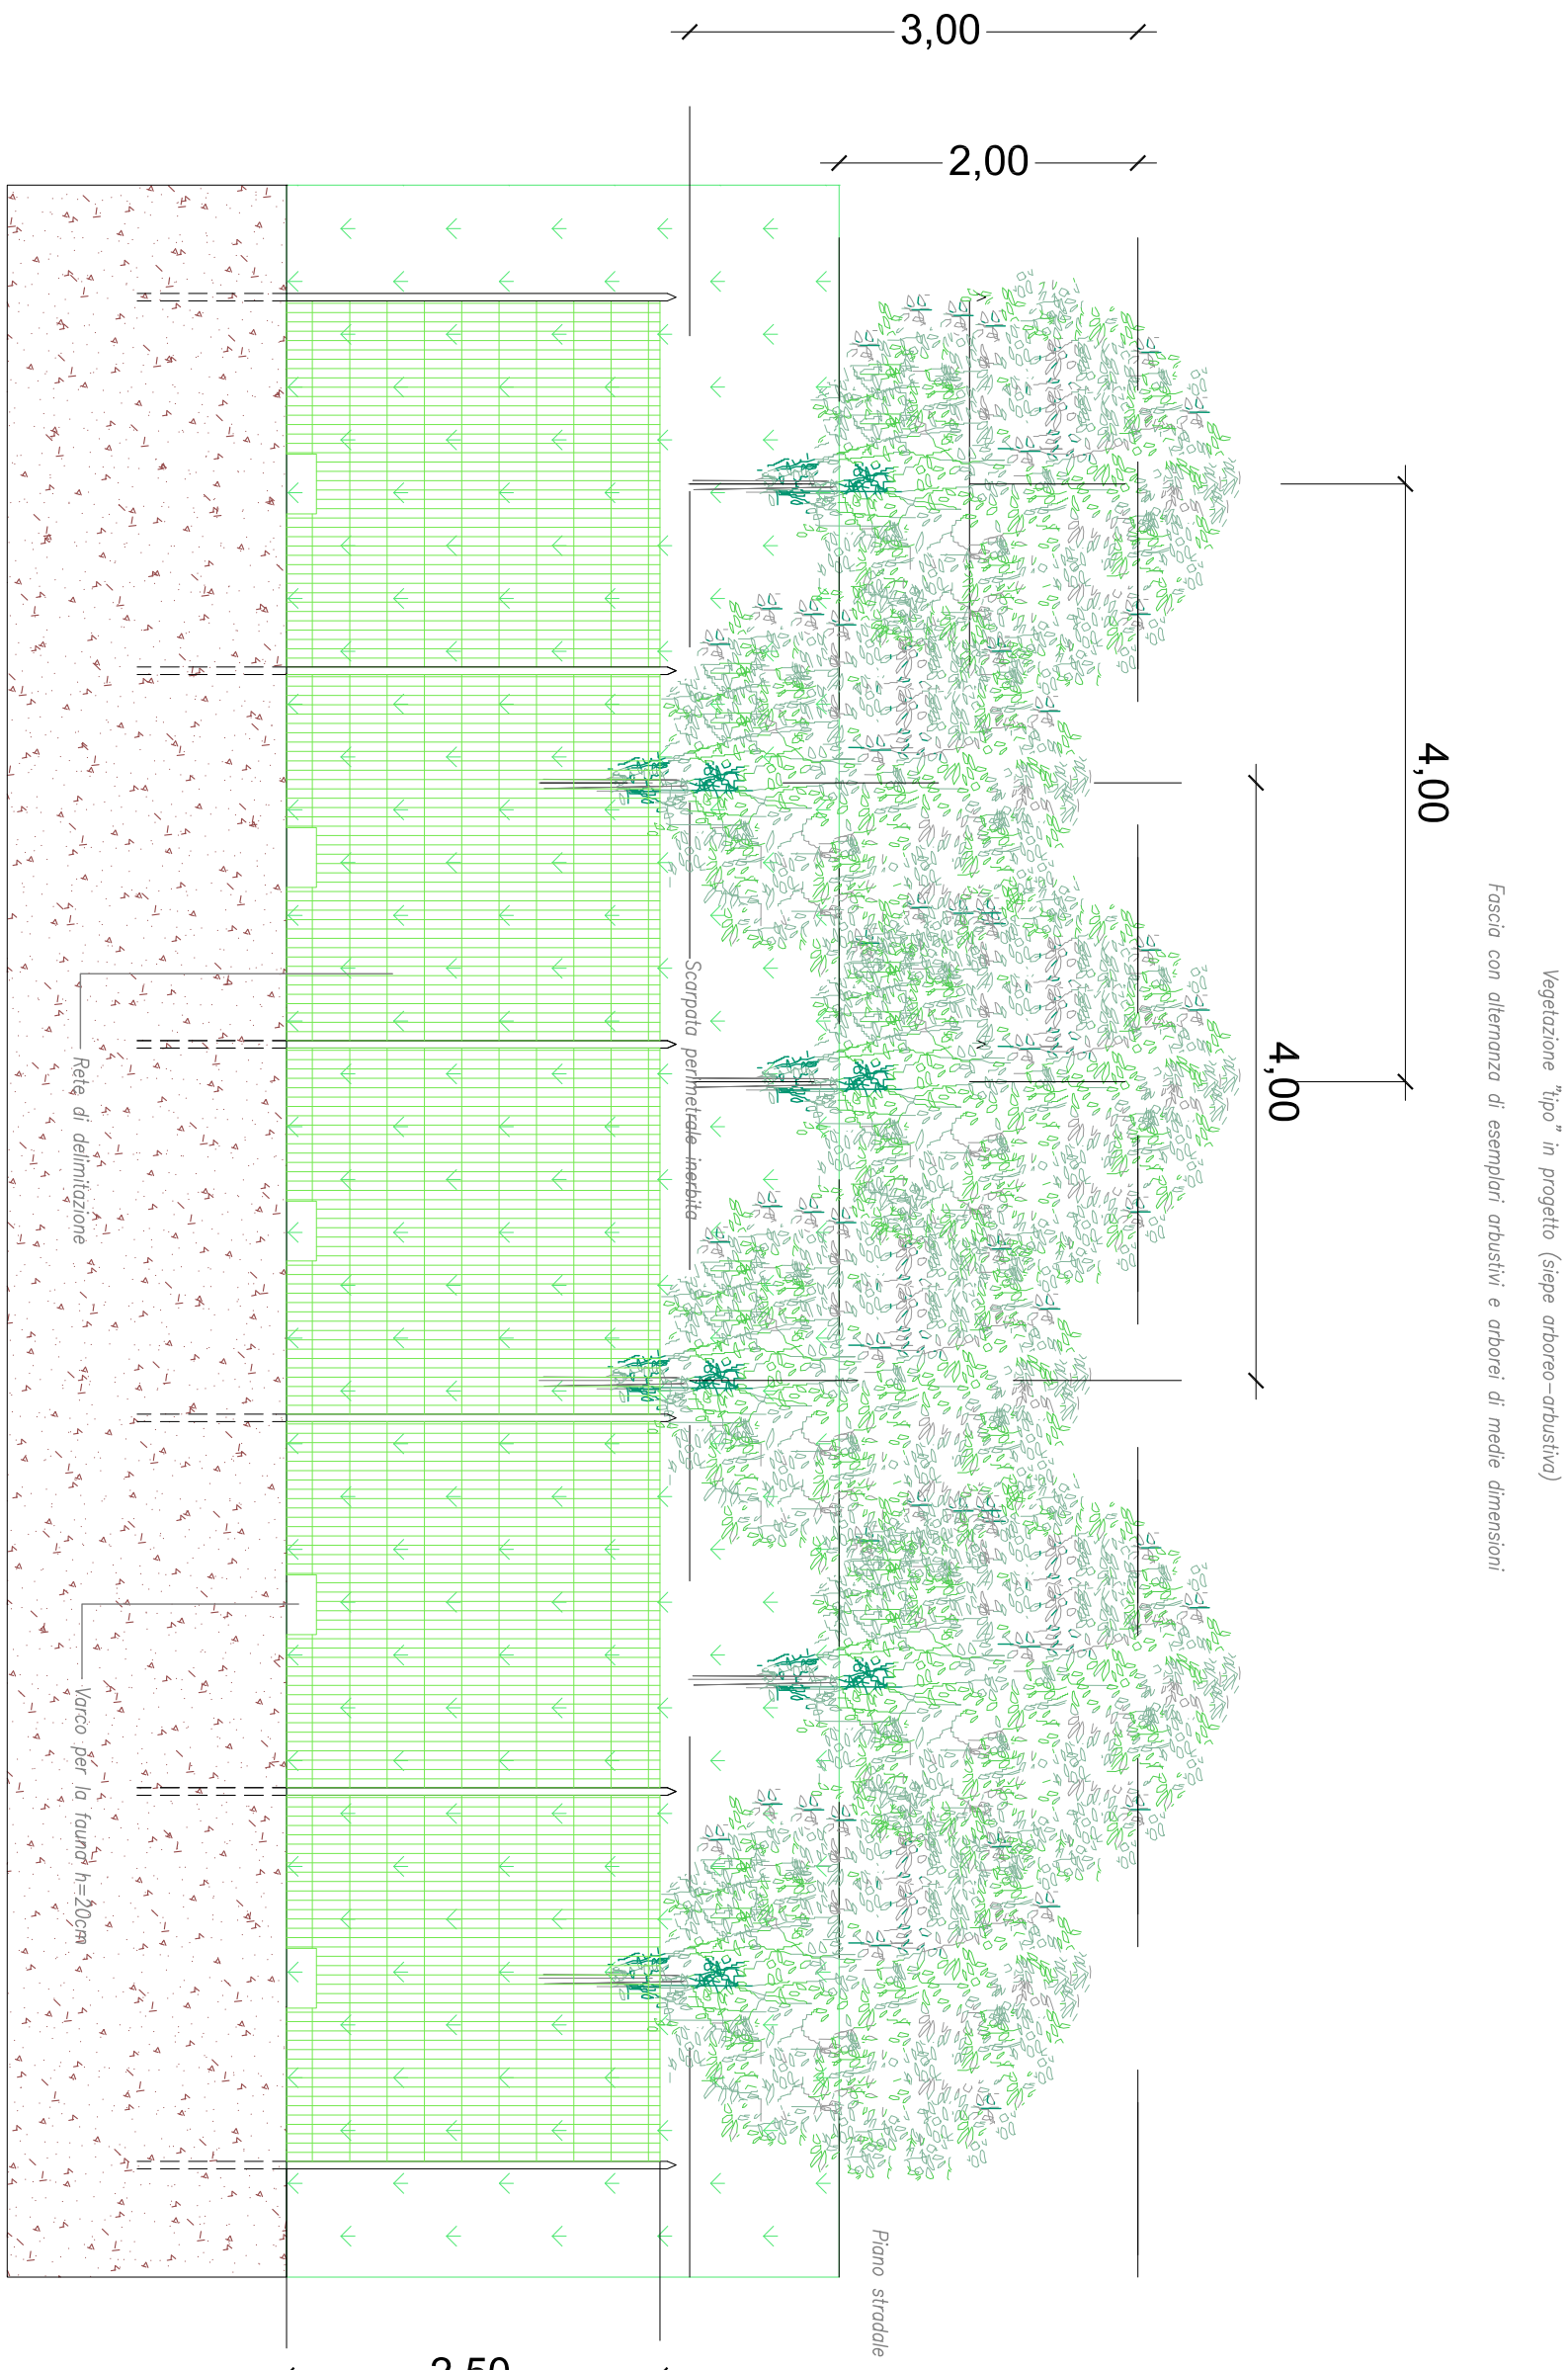 3,00
2,00
4,00
4,00
Vegetazione "tipo" in progetto (siepe arboreo-arbustiva)
Fascia con alternanza di esemplari arbustivi e arborei di medie dimensioni
Scarpata perimetrale inerbita
Rete di delimitazione
Varco per la fauna h=20cm
Piano stradale
2,50